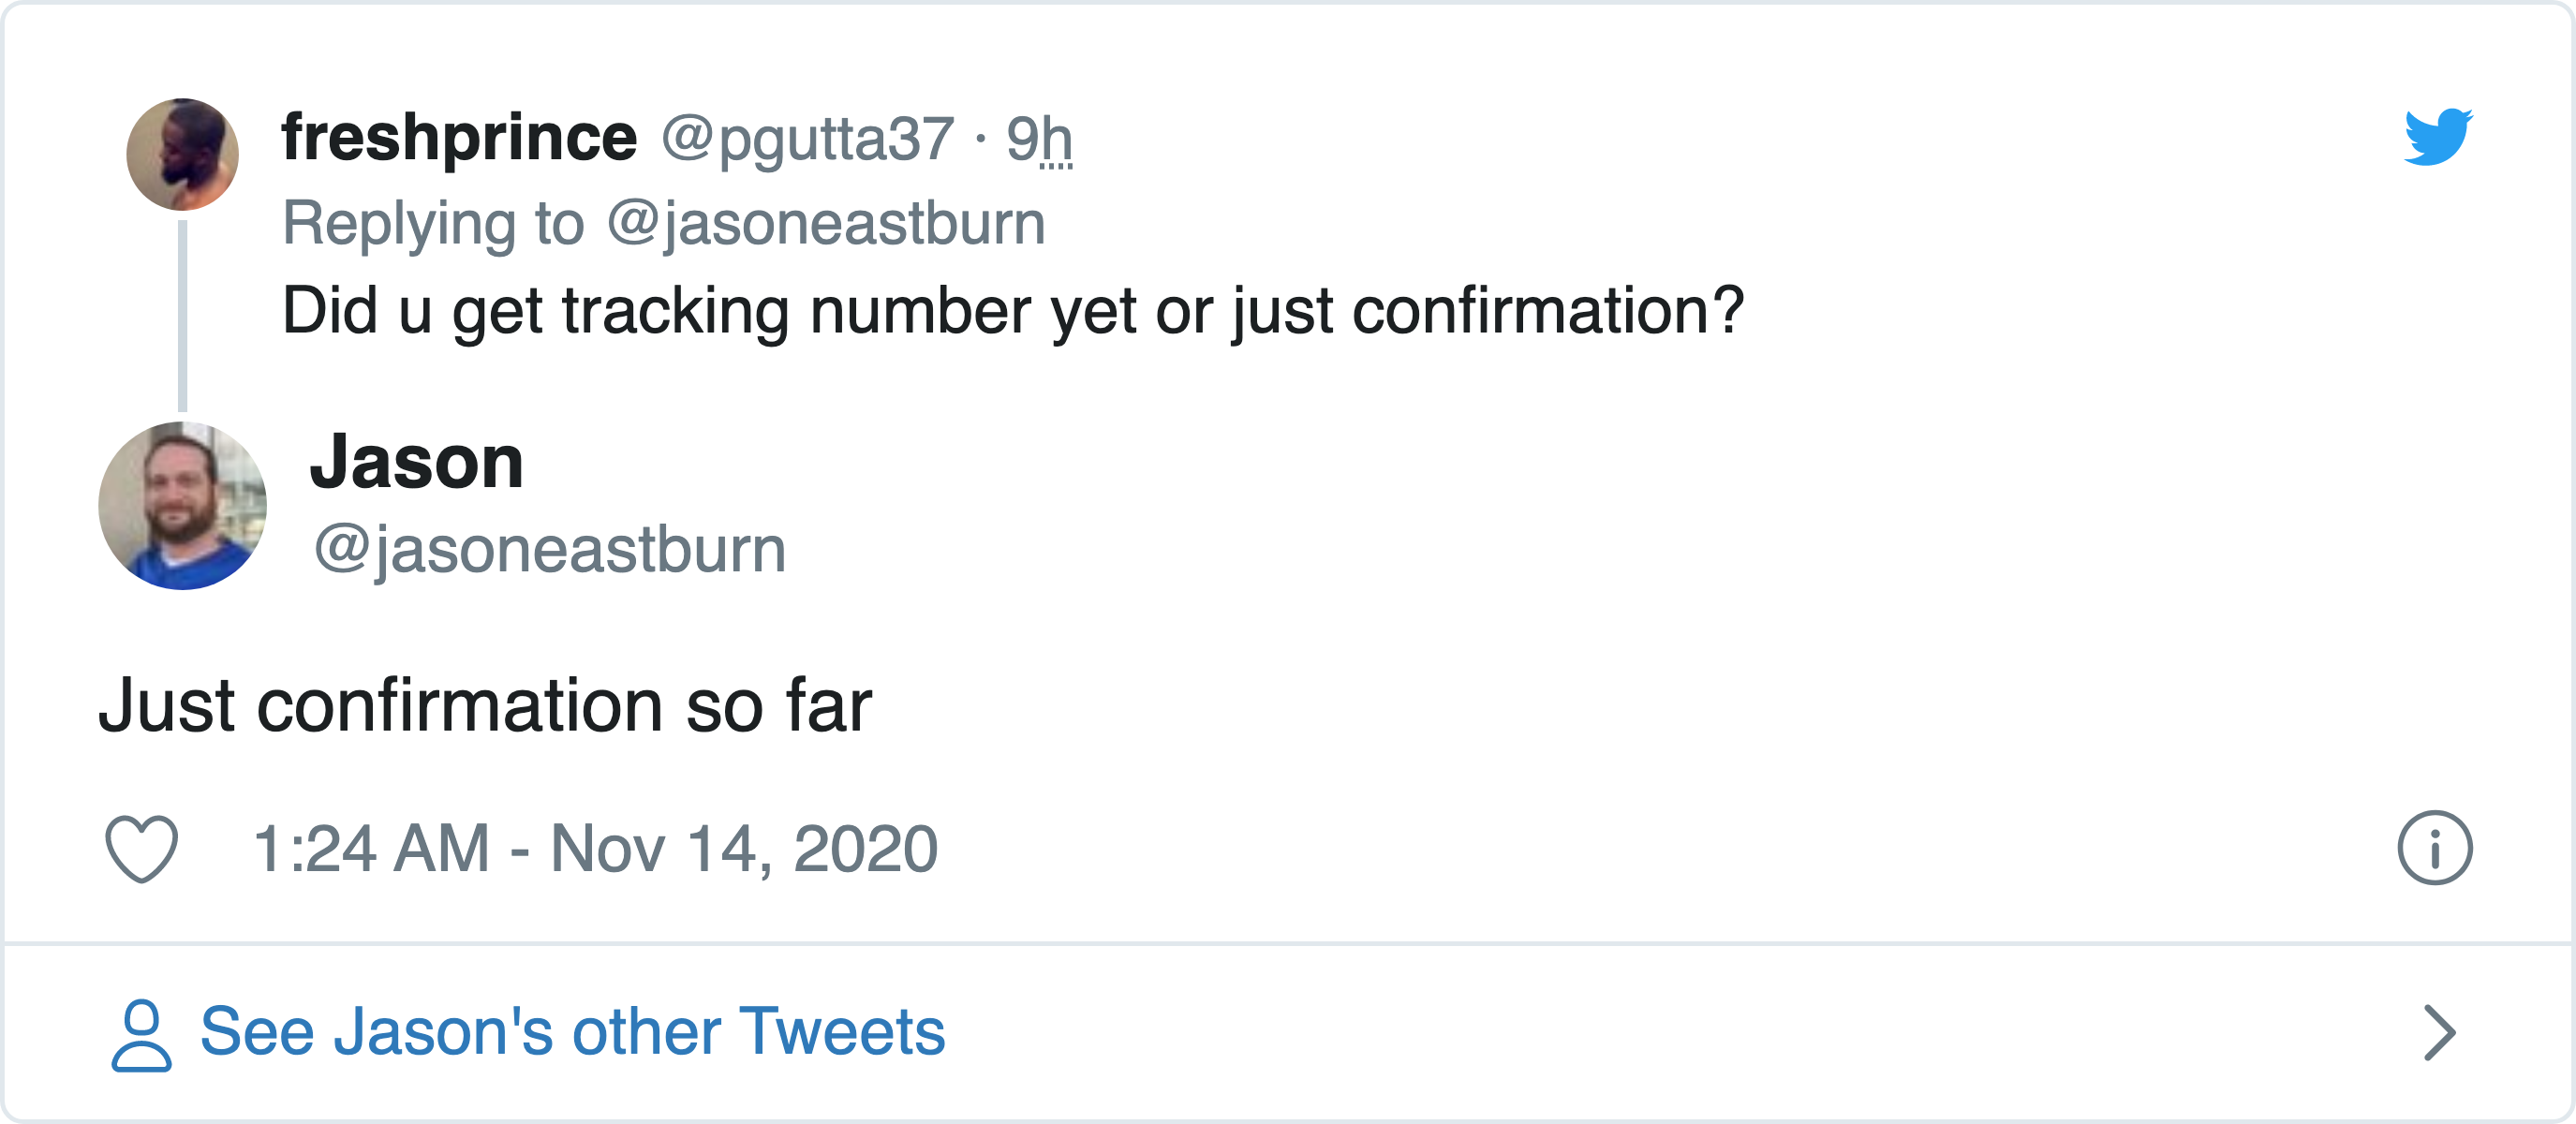 freshprince @pgutta37 · 9h
Replying to @jasoneastburn
Did u get tracking number yet or just confirmation?
Jason
@jasoneastburn
Just confirmation so far
1:24 AM - Nov 14, 2020
See Jason's other Tweets